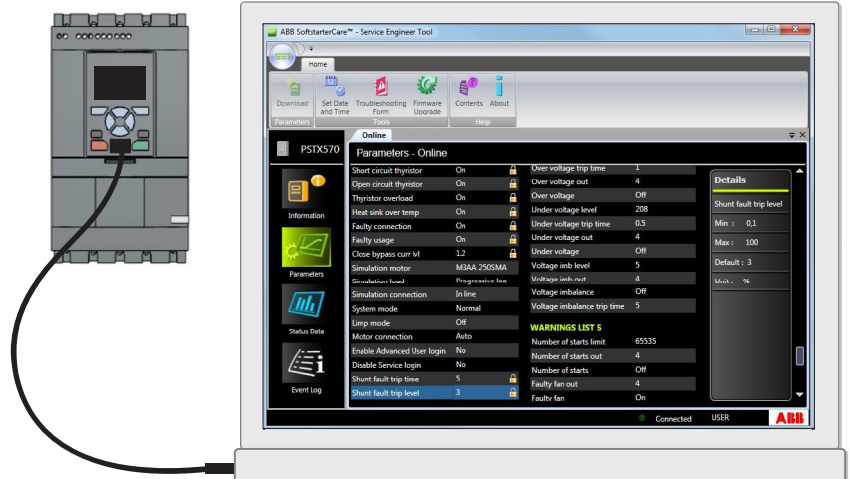 ABB SoftstarterCare™ - Service Engineer Tool
SET
Home
Download
Set Date and Time
Troubleshooting Form
Firmware Upgrade
Contents
About
Parameters
Tools
Help
Online
PSTX570
Parameters - Online
Information
Parameters
Status Data
Event Log
Short circuit thyristor On
Open circuit thyristor On
Thyristor overload On
Heat sink over temp On
Faulty connection On
Faulty usage On
Close bypass curr lvl 1.2
Simulation motor M3AA 250SMA
Simulation load Progressive loa
Simulation connection In line
System mode Normal
Limp mode Off
Motor connection Auto
Enable Advanced User login No
Disable Service login No
Shunt fault trip time 5
Shunt fault trip level 3
Over voltage trip time 1
Over voltage out 4
Over voltage Off
Under voltage level 208
Under voltage trip time 0.5
Under voltage out 4
Under voltage Off
Voltage imb level 5
Voltage imb out 4
Voltage imbalance Off
Voltage imbalance trip time 5
WARNINGS LIST 5
Number of starts limit 65535
Number of starts out 4
Number of starts Off
Faulty fan out 4
Faulty fan On
Details
Shunt fault trip level
Min : 0,1
Max : 100
Default : 3
Unit : %
Connected
USER
ABB